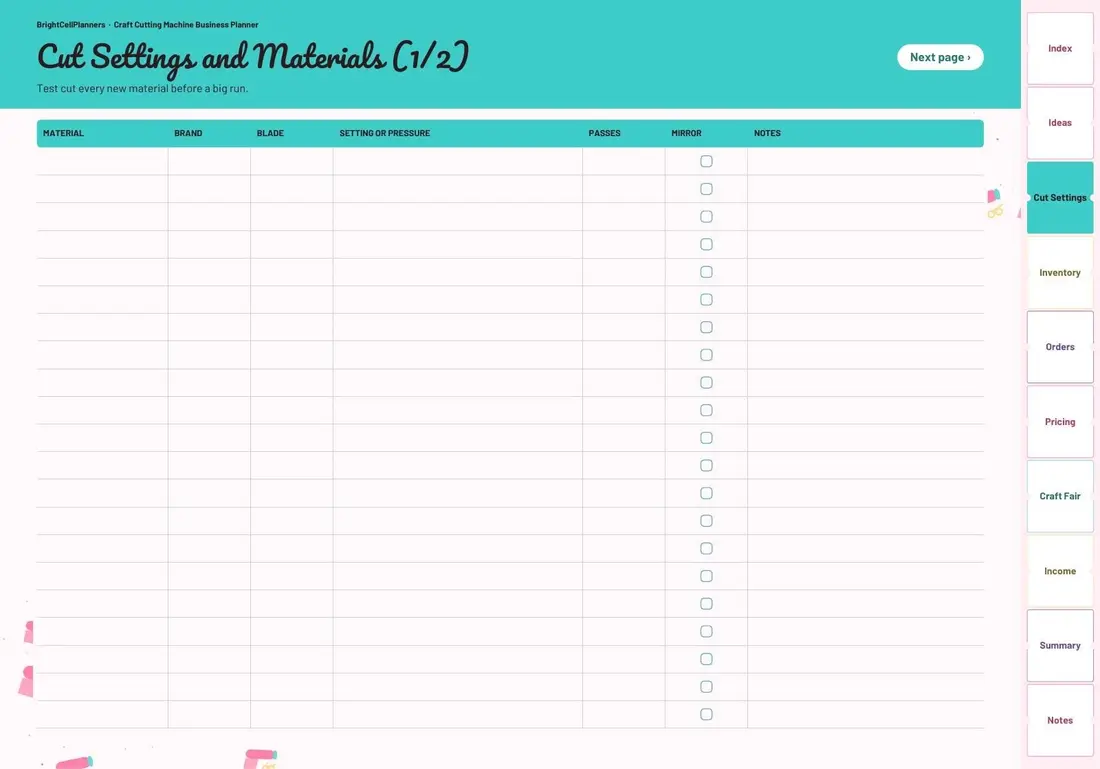 BrightCellPlanners · Craft Cutting Machine Business Planner
Cut Settings and Materials (1/2)
Test cut every new material before a big run.
Next page ›
MATERIAL BRAND BLADE SETTING OR PRESSURE PASSES MIRROR NOTES
Index
Ideas
Cut Settings
Inventory
Orders
Pricing
Craft Fair
Income
Summary
Notes